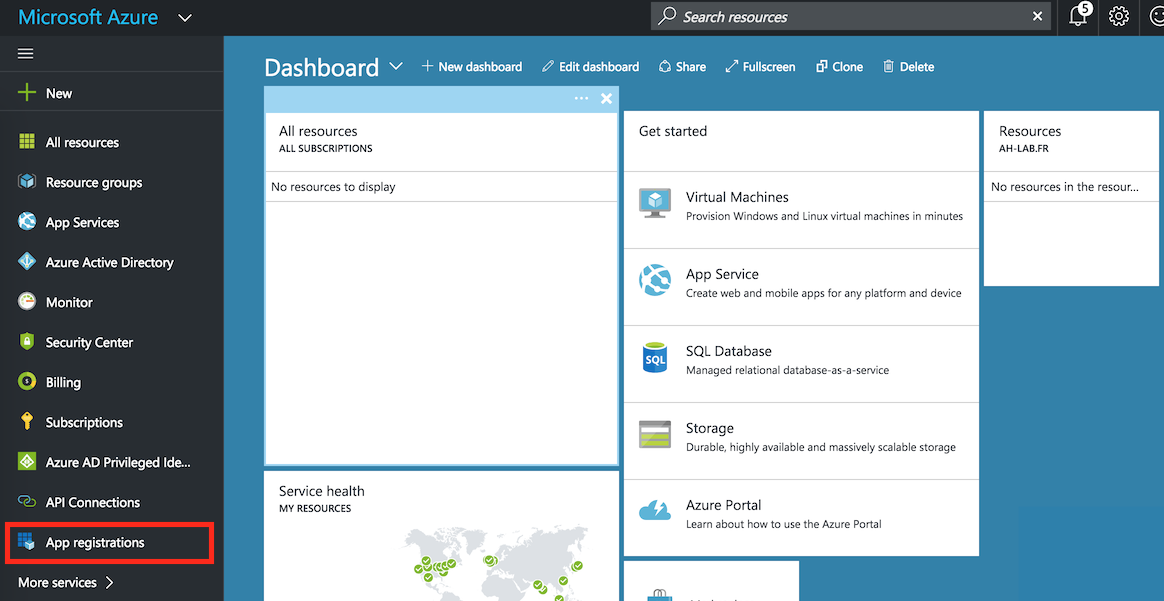 Microsoft Azure
Search resources
5
New
All resources
Resource groups
App Services
Azure Active Directory
Monitor
Security Center
Billing
Subscriptions
Azure AD Privileged Ide...
API Connections
App registrations
More services
Dashboard
New dashboard
Edit dashboard
Share
Fullscreen
Clone
Delete
All resources
ALL SUBSCRIPTIONS
No resources to display
Service health
MY RESOURCES
Get started
Virtual Machines
Provision Windows and Linux virtual machines in minutes
App Service
Create web and mobile apps for any platform and device
SQL
SQL Database
Managed relational database-as-a-service
Storage
Durable, highly available and massively scalable storage
Azure Portal
Learn about how to use the Azure Portal
Resources
AH-LAB.FR
No resources in the resour...